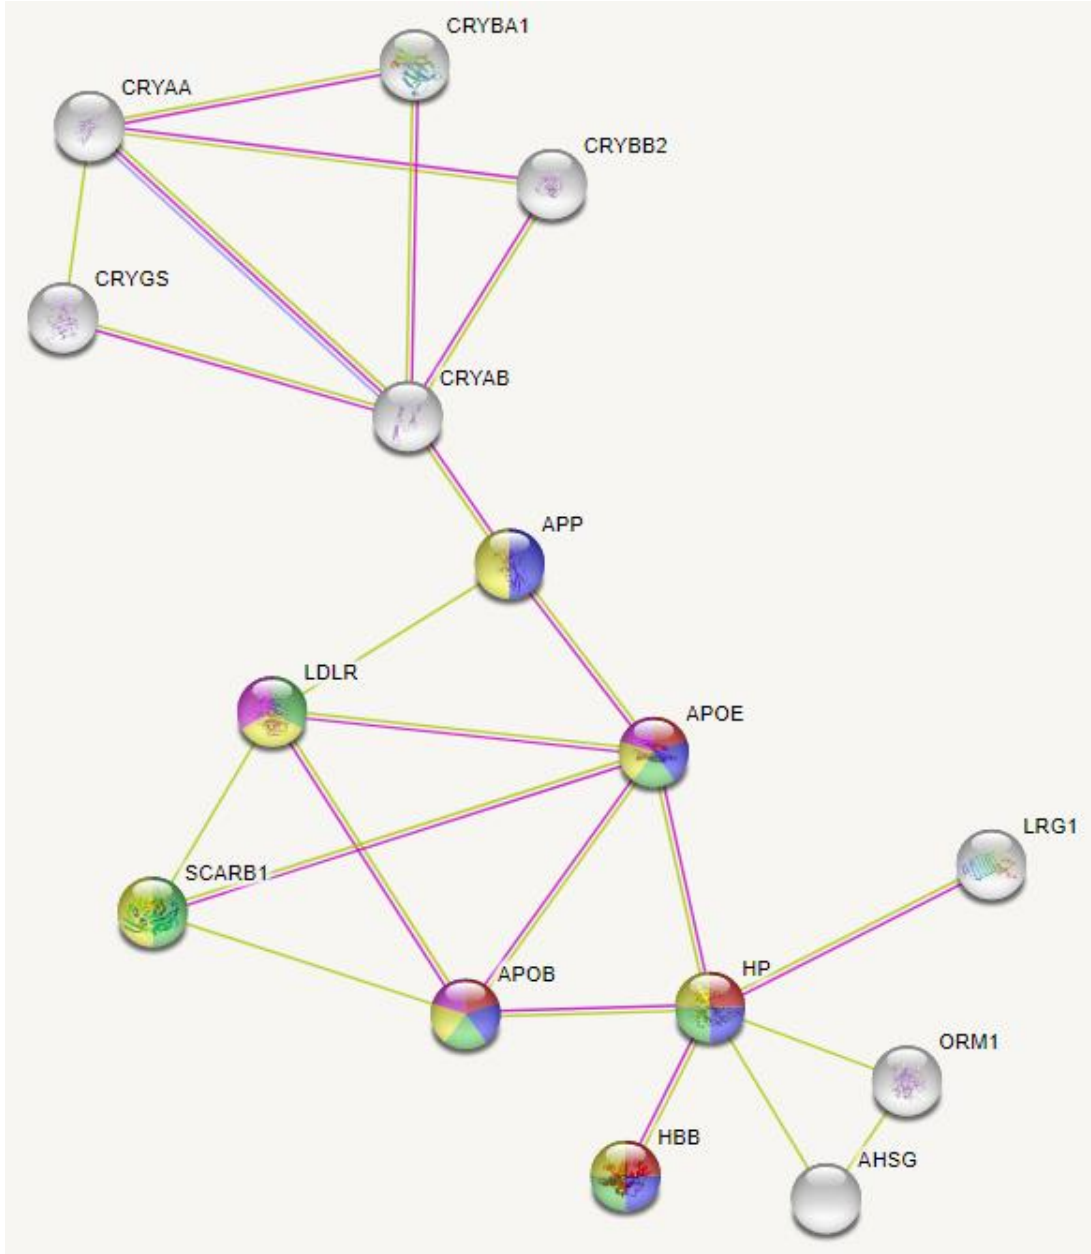 CRYBA1
CRYAA
CRYBB2
CRYGS
CRYAB
APP
LDLR
APOE
LRG1
SCARB1
APOB
HP
ORM1
HBB
AHSG